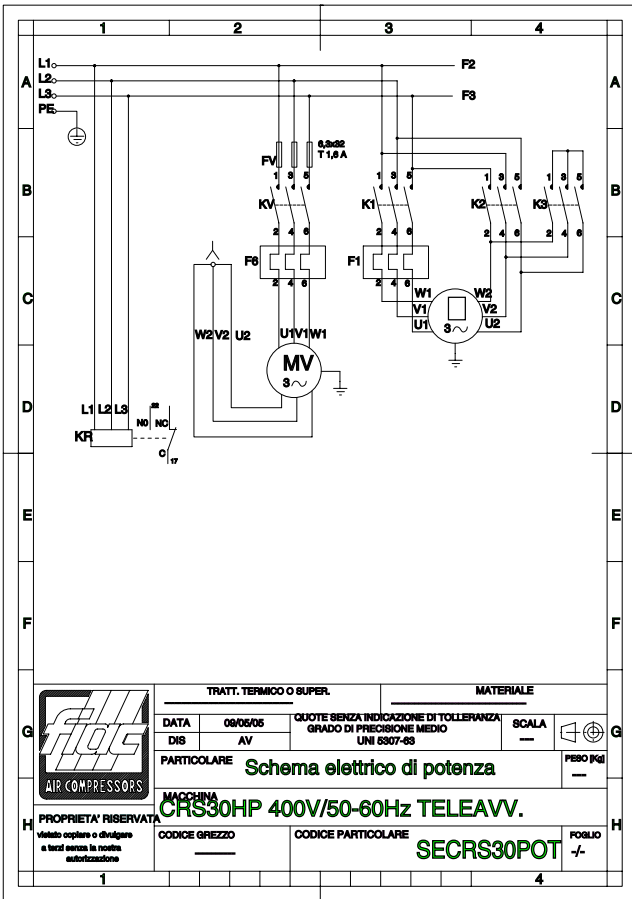 1 2 3 4
L1 F2
A L2 A
L3 F3
PE
6,3x32
FV T 1,6 A
1 3 5 1 3 5 1 3 5 1 3 5
B KV K1 K2 K3 B
2 4 6 2 4 6 2 4 6 2 4 6
F6 F1
2 4 6 2 4 6
C W1 W2 C
V1 V2
U1 3~ U2
W2 V2 U2 U1 V1 W1
MV
3~
D D
L1 L2 L3 N0 22 NC
KR
C 17
E E
F F
TRATT. TERMICO O SUPER. MATERIALE
fiac
AIR COMPRESSORS
G DATA 09/05/05 QUOTE SENZA INDICAZIONE DI TOLLERANZA SCALA G
GRADO DI PRECISIONE MEDIO ---
DIS AV UNI 5307-63
PARTICOLARE Schema elettrico di potenza PESO [Kg]
---
MACCHINA
CRS30HP 400V/50-60Hz TELEAVV.
H PROPRIETA' RISERVATA H
vietato copiare o divulgare
a terzi senza la nostra
autorizzazione
CODICE GREZZO CODICE PARTICOLARE SECRS30POT FOGLIO
-/-
1 4